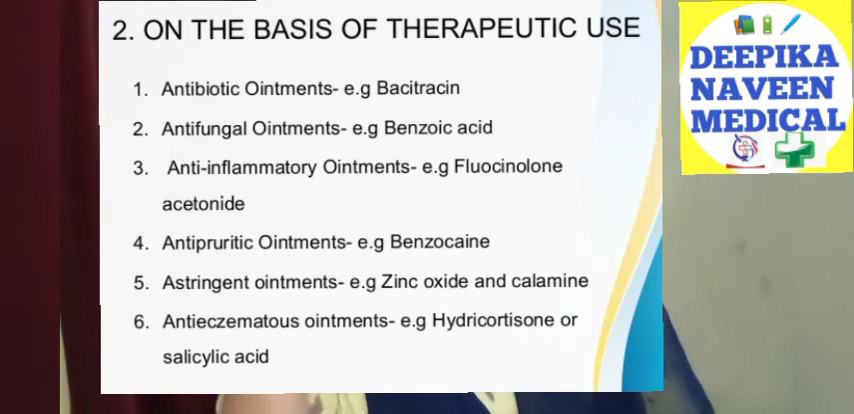 2. ON THE BASIS OF THERAPEUTIC USE
1. Antibiotic Ointments- e.g Bacitracin
2. Antifungal Ointments- e.g Benzoic acid
3. Anti-inflammatory Ointments- e.g Fluocinolone
acetonide
4. Antipruritic Ointments- e.g Benzocaine
5. Astringent ointments- e.g Zinc oxide and calamine
6. Antieczematous ointments- e.g Hydricortisone or
salicylic acid
DEEPIKA
NAVEEN
MEDICAL